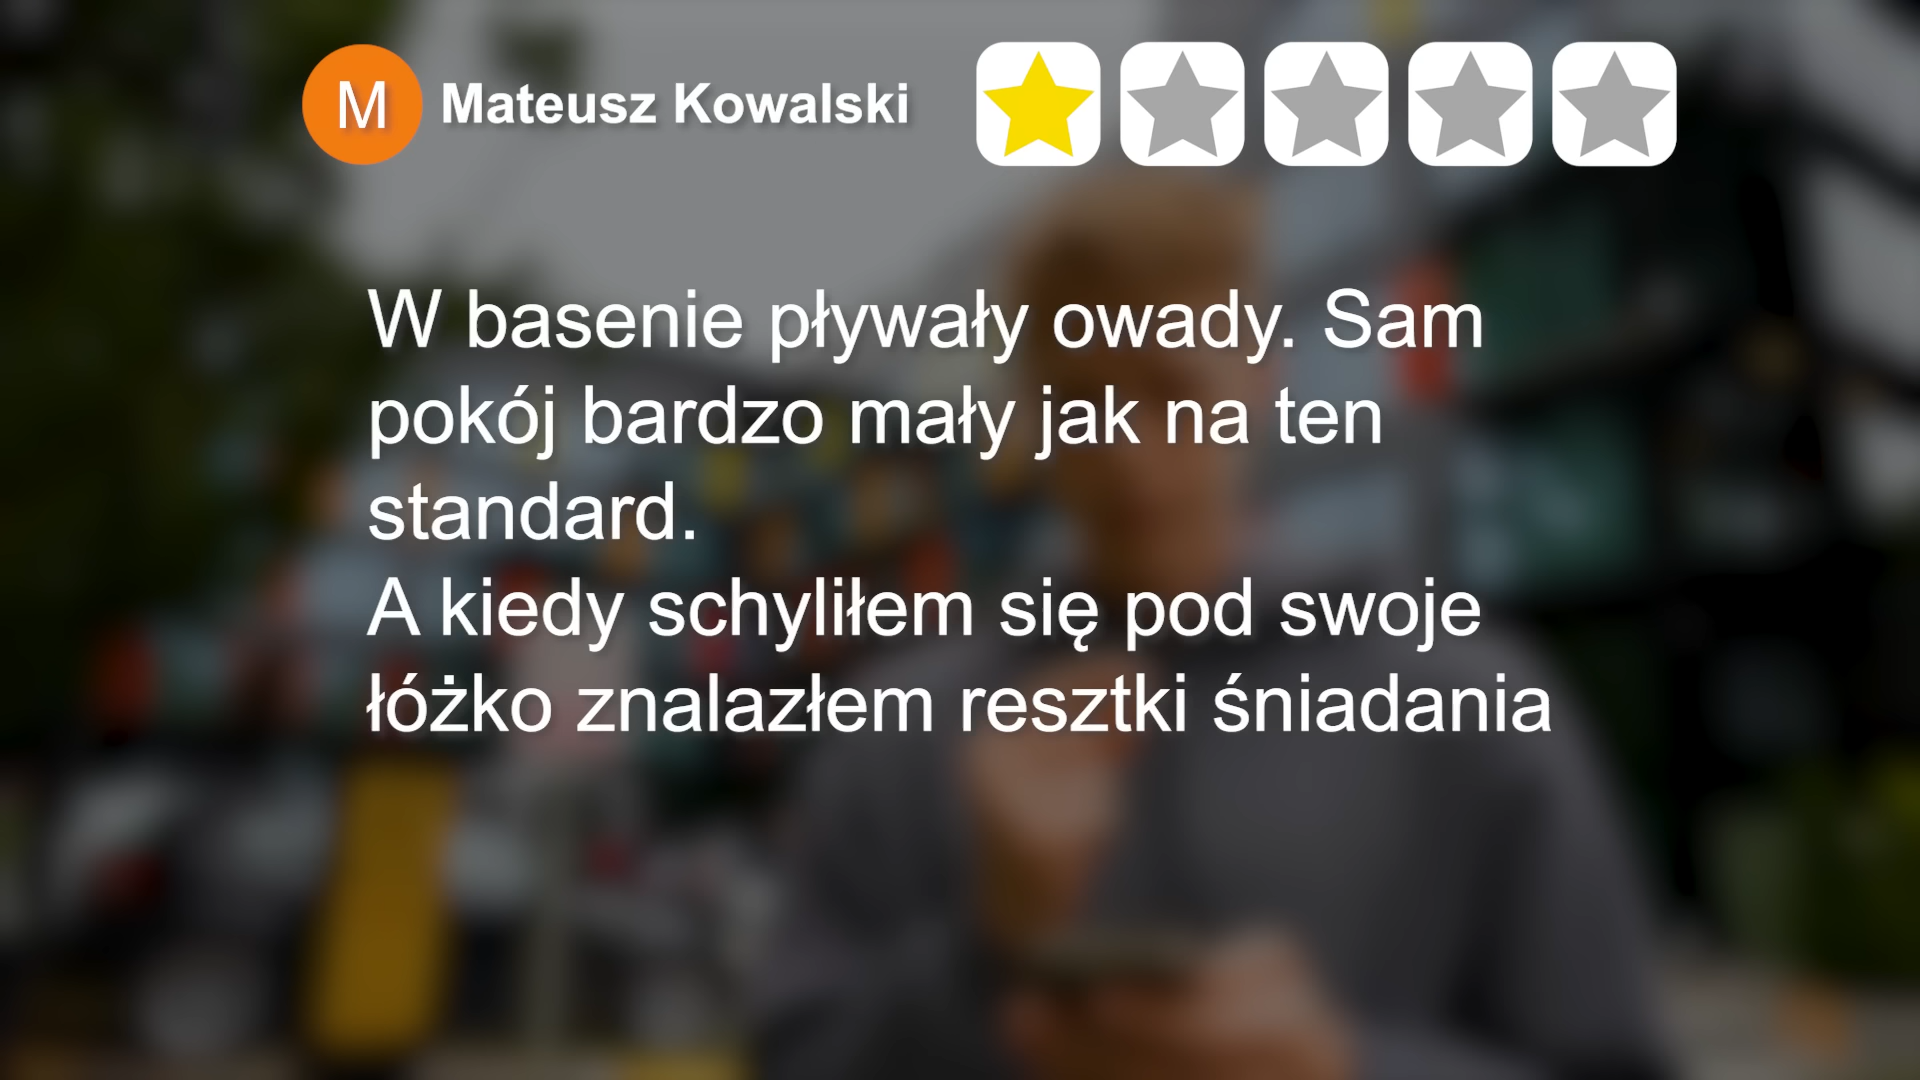 M
Mateusz Kowalski
W basenie pływały owady. Sam
pokój bardzo mały jak na ten
standard.
A kiedy schyliłem się pod swoje
łóżko znalazłem resztki śniadania